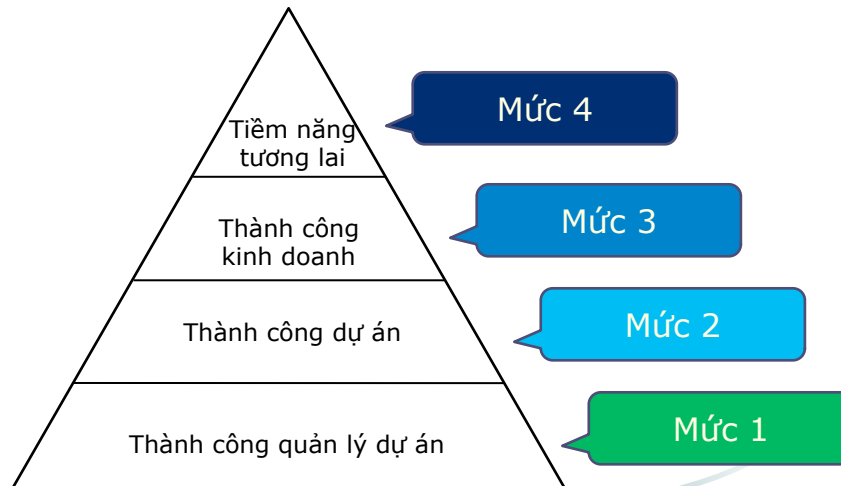 Mức 4
Tiềm năng
tương lai
Mức 3
Thành công
kinh doanh
Mức 2
Thành công dự án
Mức 1
Thành công quản lý dự án